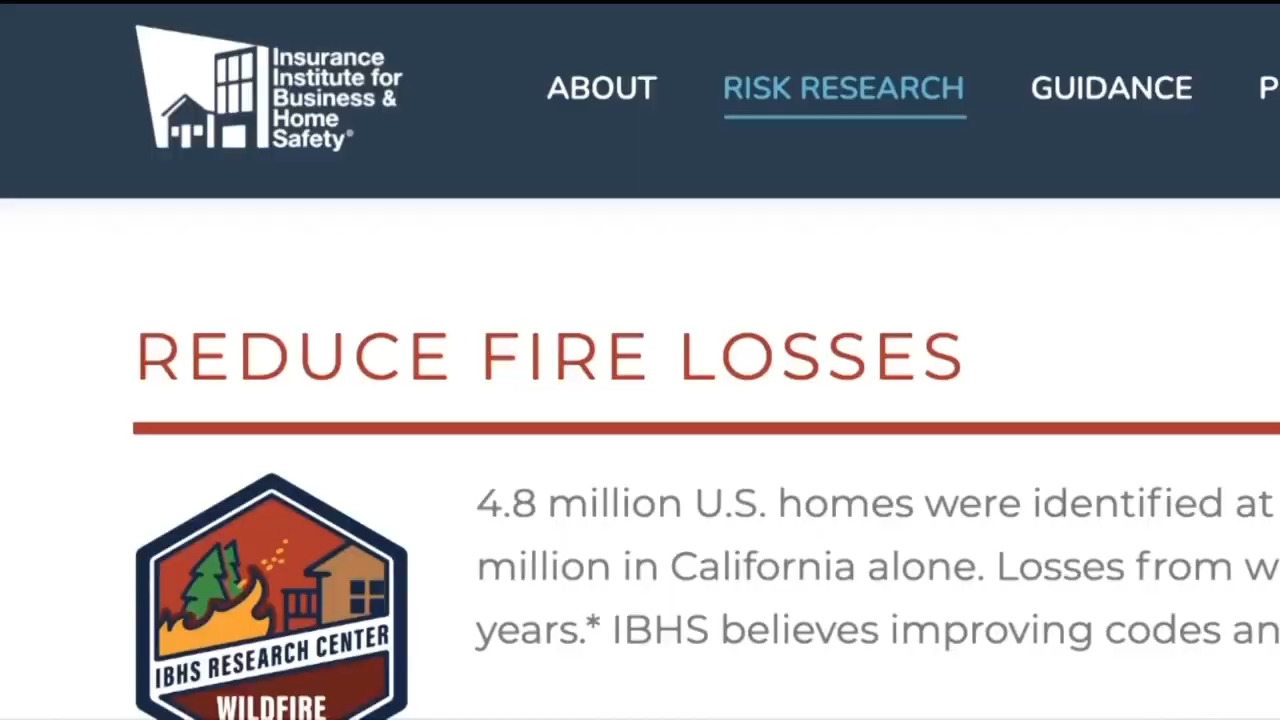 Insurance
Institute for
Business &
Home
Safety®
ABOUT RISK RESEARCH GUIDANCE P
REDUCE FIRE LOSSES
4.8 million U.S. homes were identified at
million in California alone. Losses from w
years.* IBHS believes improving codes an
IBHS RESEARCH CENTER
WILDFIRE